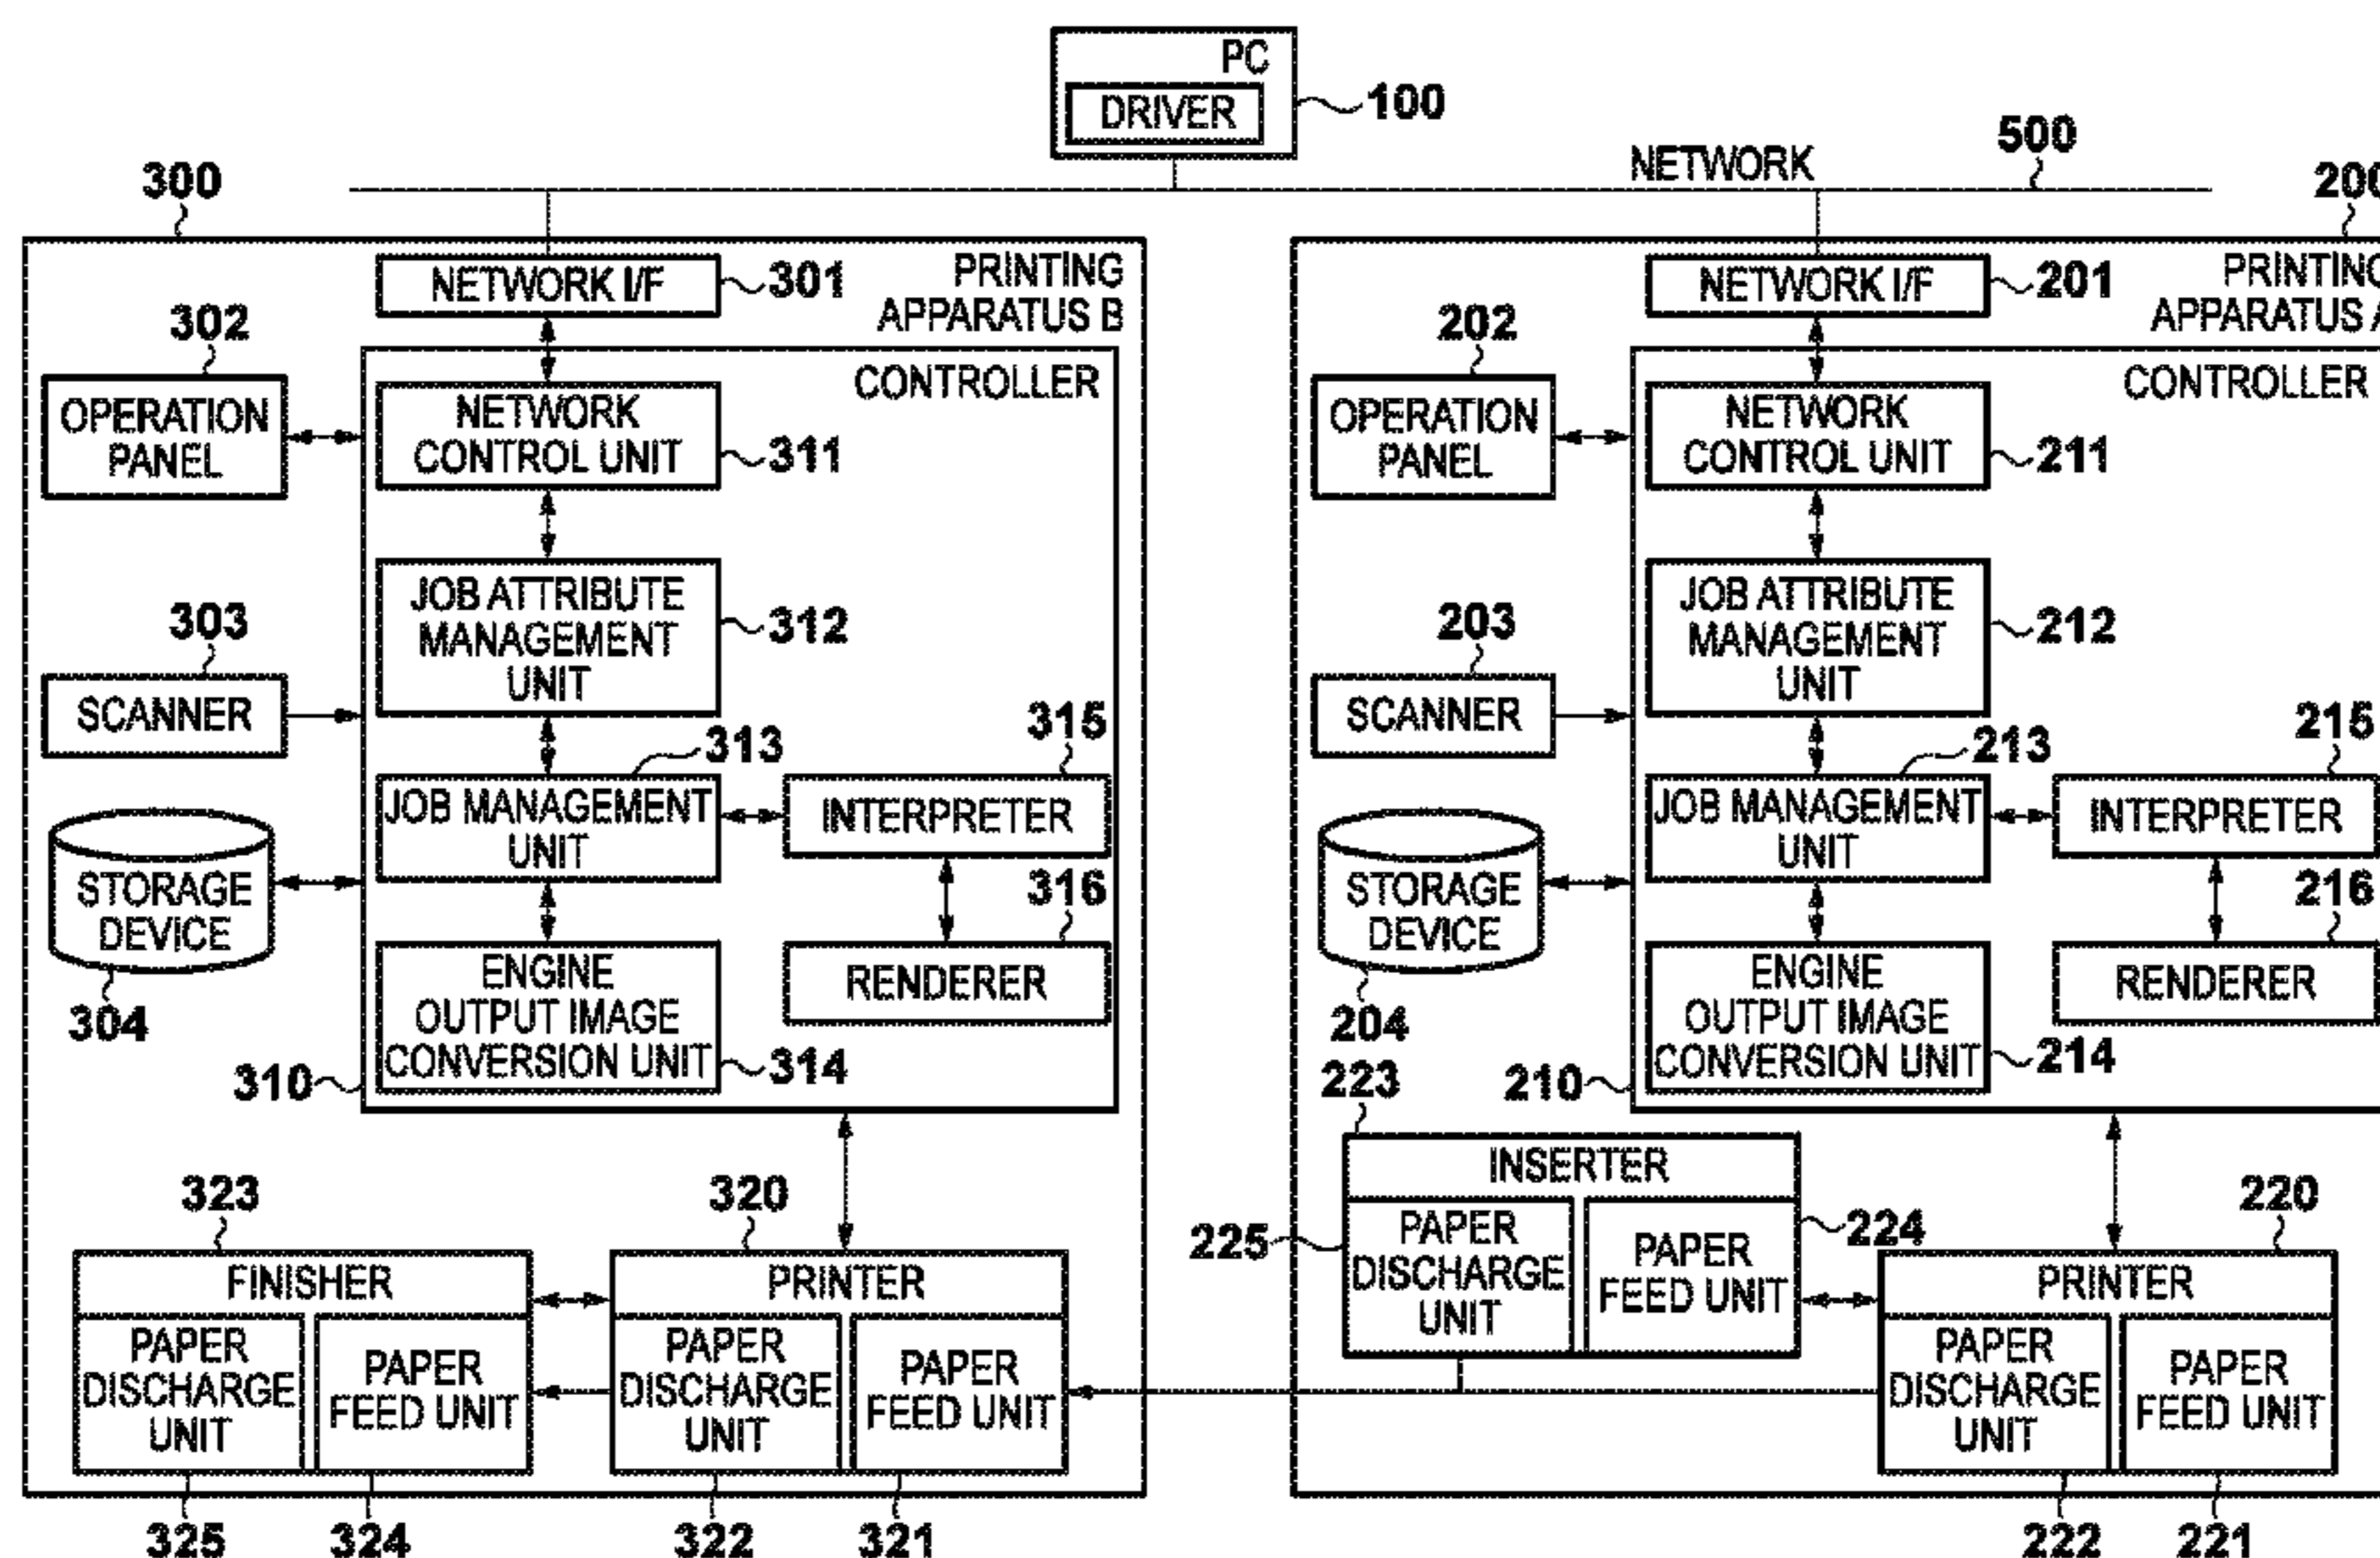 PC
DRIVER
100
NETWORK
500
300
PRINTING
APPARATUS B
NETWORK I/F
301
302
OPERATION
PANEL
CONTROLLER
NETWORK
CONTROL UNIT
311
JOB ATTRIBUTE
MANAGEMENT
UNIT
312
303
SCANNER
313
JOB MANAGEMENT
UNIT
315
INTERPRETER
316
RENDERER
STORAGE
DEVICE
304
ENGINE
OUTPUT IMAGE
CONVERSION UNIT
314
310
323
FINISHER
PAPER
DISCHARGE
UNIT
PAPER
FEED UNIT
320
PRINTER
PAPER
DISCHARGE
UNIT
PAPER
FEED UNIT
325
324
322
321
200
PRINTING
APPARATUS A
NETWORK I/F
201
202
OPERATION
PANEL
CONTROLLER
NETWORK
CONTROL UNIT
211
JOB ATTRIBUTE
MANAGEMENT
UNIT
212
203
SCANNER
213
JOB MANAGEMENT
UNIT
215
INTERPRETER
216
RENDERER
STORAGE
DEVICE
204
ENGINE
OUTPUT IMAGE
CONVERSION UNIT
214
210
223
INSERTER
225
PAPER
DISCHARGE
UNIT
PAPER
FEED UNIT
224
220
PRINTER
PAPER
DISCHARGE
UNIT
PAPER
FEED UNIT
222
221